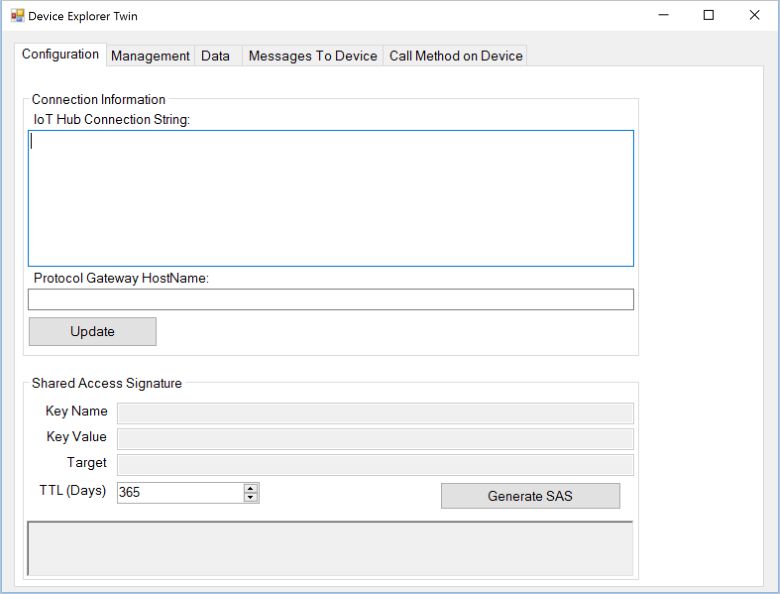 Device Explorer Twin
Configuration Management Data Messages To Device Call Method on Device
Connection Information
IoT Hub Connection String:
Protocol Gateway HostName:
Update
Shared Access Signature
Key Name
Key Value
Target
TTL (Days) 365 Generate SAS